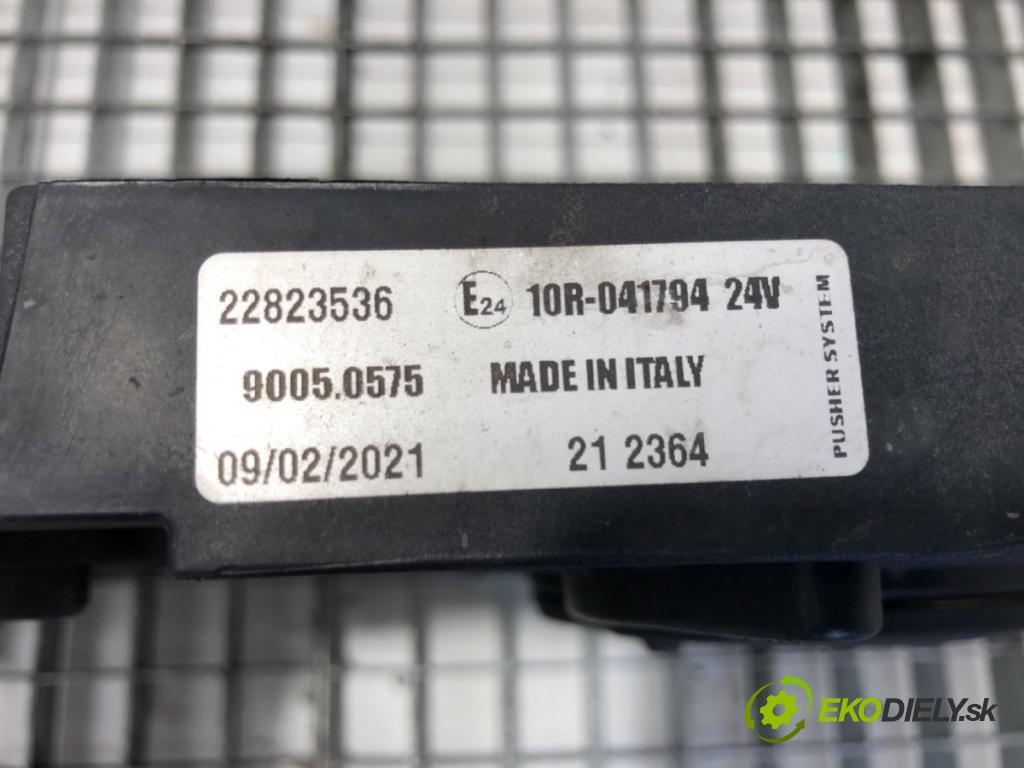 22823536 E24 10R-041794 24V
9005.0575 MADE IN ITALY
09/02/2021 21 2364
PUSHER SYSTEM
EKODIELY.sk